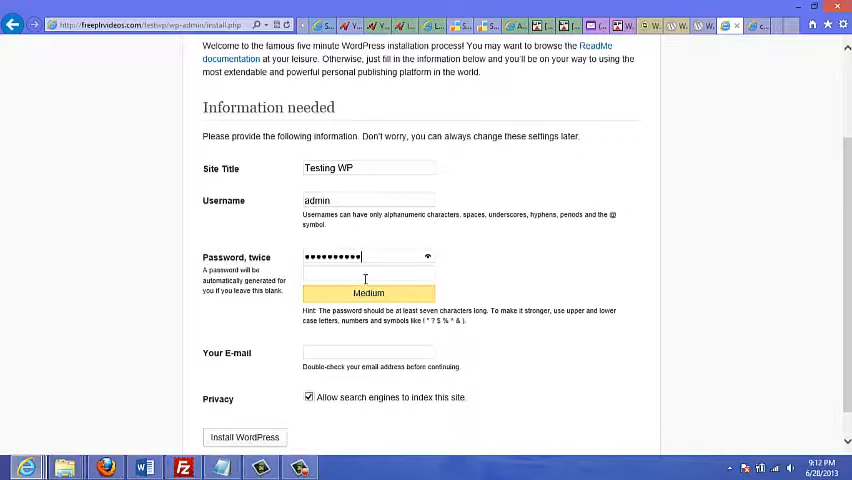 http://freeplrvideos.com/testwp/wp-admin/install.php
Welcome to the famous five minute WordPress installation process! You may want to browse the ReadMe
documentation at your leisure. Otherwise, just fill in the information below and you'll be on your way to using the
most extendable and powerful personal publishing platform in the world.
Information needed
Please provide the following information. Don't worry, you can always change these settings later.
Site Title
Testing WP
Username
admin
Usernames can have only alphanumeric characters, spaces, underscores, hyphens, periods and the @
symbol.
Password, twice
A password will be
automatically generated for
you if you leave this blank.
Medium
Hint: The password should be at least seven characters long. To make it stronger, use upper and lower
case letters, numbers and symbols like ! " ? $ % ^ & ).
Your E-mail
Double-check your email address before continuing.
Privacy
Allow search engines to index this site.
Install WordPress
9:12 PM
6/28/2013